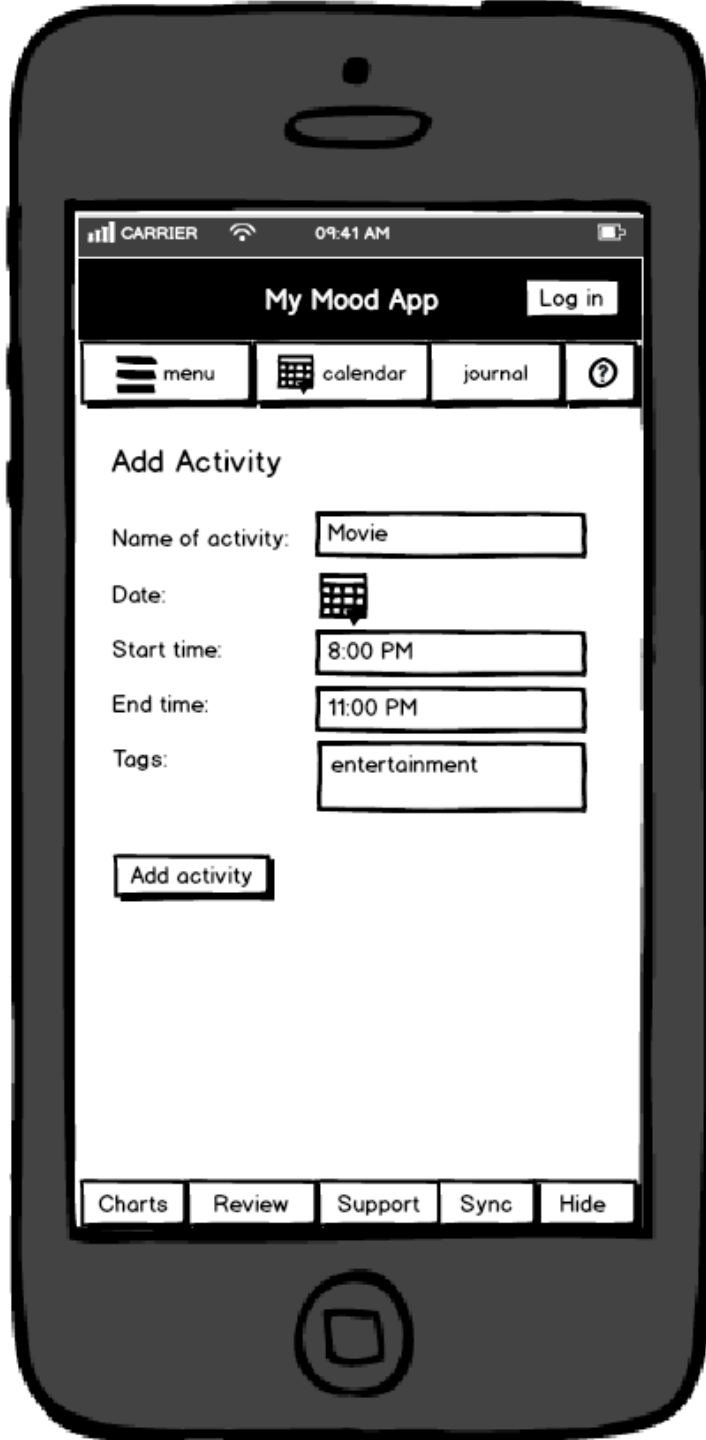 CARRIER 09:41 AM
My Mood App Log in
menu calendar journal ?
Add Activity
Name of activity: Movie
Date:
Start time: 8:00 PM
End time: 11:00 PM
Tags: entertainment
Add activity
Charts Review Support Sync Hide